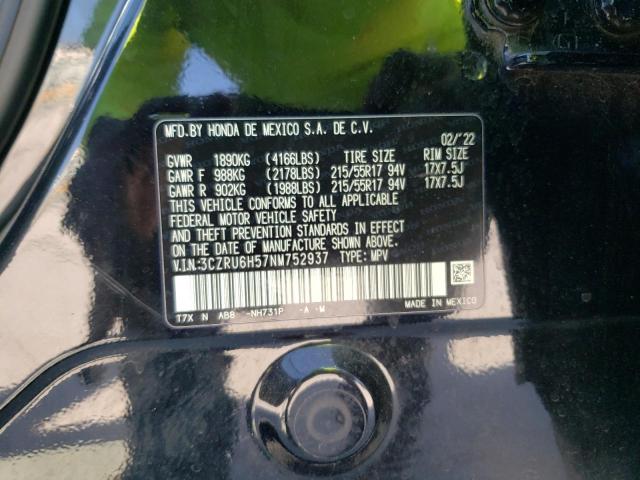 MFD.BY HONDA DE MEXICO S.A. DE C.V.
02/'22
GVWR 1890KG (4166LBS) TIRE SIZE RIM SIZE
GAWR F 988KG (2178LBS) 215/55R17 94V 17X7.5J
GAWR R 902KG (1988LBS) 215/55R17 94V 17X7.5J
THIS VEHICLE CONFORMS TO ALL APPLICABLE
FEDERAL MOTOR VEHICLE SAFETY
AND THEFT PREVENTION STANDARDS IN EFFECT
ON THE DATE OF MANUFACTURE SHOWN ABOVE.
V.I.N:3CZRU6H57NM752937 TYPE: MPV
T7X N AB8 -NH731P -A -M
MADE IN MEXICO